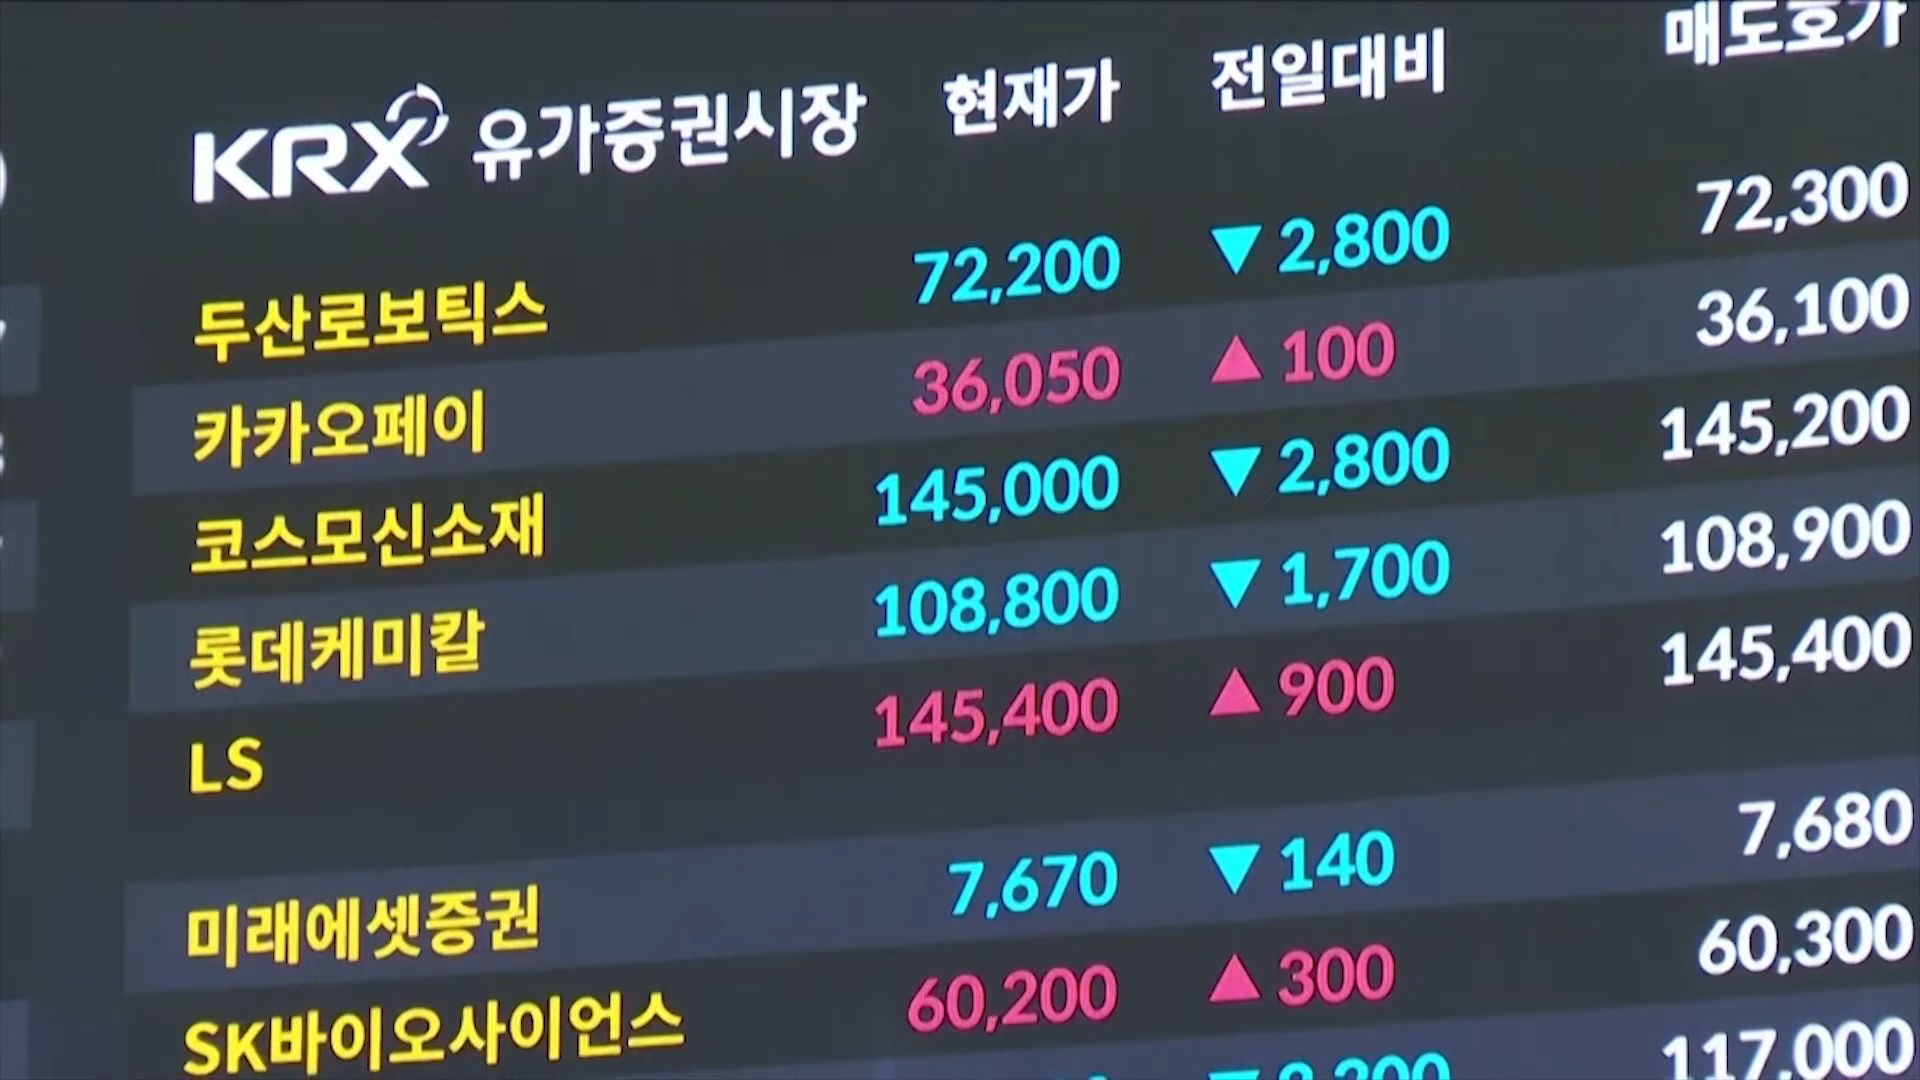 KRX 유가증권시장 현재가 전일대비 매도호가
두산로보틱스 72,200 ▼2,800 72,300
카카오페이 36,050 ▲100 36,100
코스모신소재 145,000 ▼2,800 145,200
롯데케미칼 108,800 ▼1,700 108,900
LS 145,400 ▲900 145,400
미래에셋증권 7,670 ▼140 7,680
SK바이오사이언스 60,200 ▲300 60,300
117,000